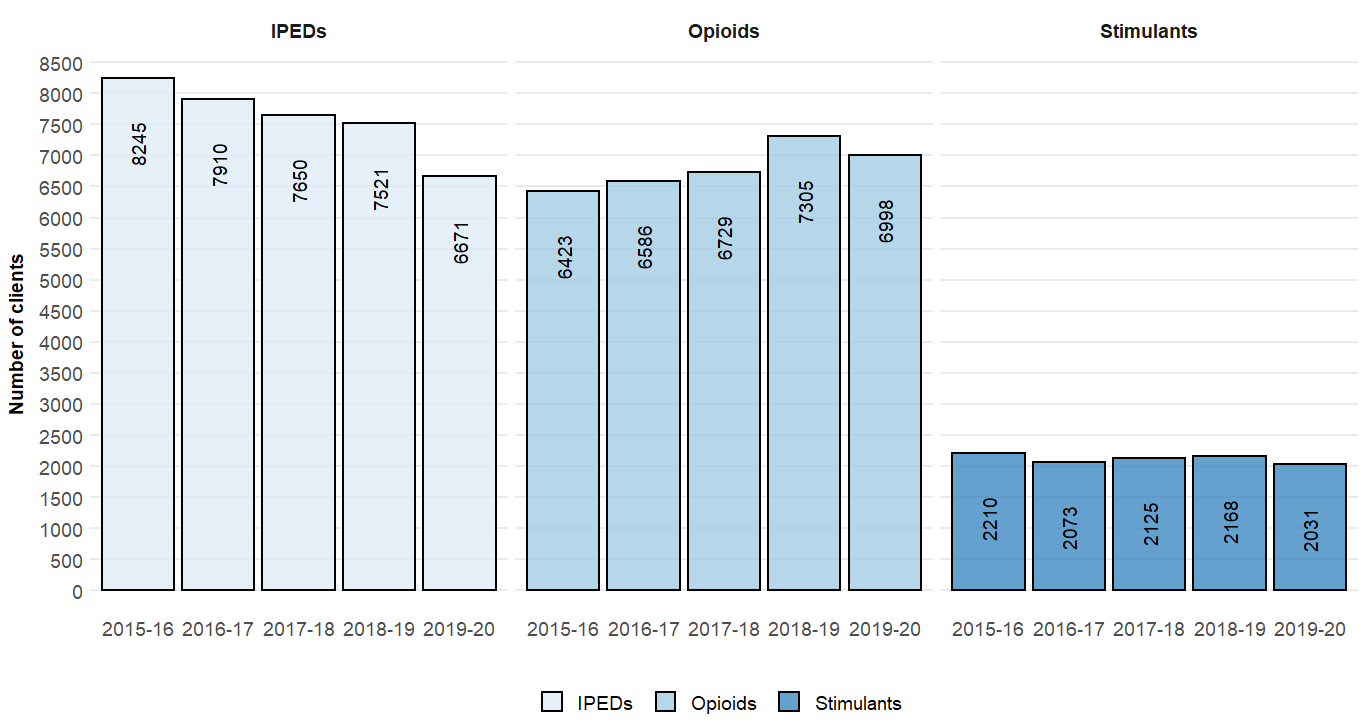 IPEDs Opioids Stimulants
Number of clients
8500
8000
7500
7000
6500
6000
5500
5000
4500
4000
3500
3000
2500
2000
1500
1000
500
0
8245 7910 7650 7521 6671
6423 6586 6729 7305 6998
2210 2073 2125 2168 2031
2015-16 2016-17 2017-18 2018-19 2019-20 2015-16 2016-17 2017-18 2018-19 2019-20 2015-16 2016-17 2017-18 2018-19 2019-20
IPEDs Opioids Stimulants